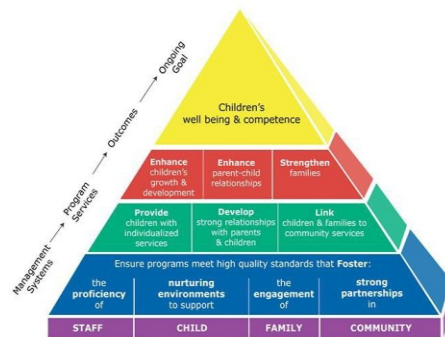 Ongoing
Goal
Outcomes
Program
Services
Management
Systems
Children's
well being & competence
Enhance
children's
growth &
development
Enhance
parent-child
relationships
Strengthen
families
Provide
children with
individualized
services
Develop
strong relationships
with parents
& children
Link
children & families to
community services
Ensure programs meet high quality standards that Foster:
the
proficiency
of
nurturing
environments
to support
the
engagement
of
strong
partnerships
in
STAFF
CHILD
FAMILY
COMMUNITY